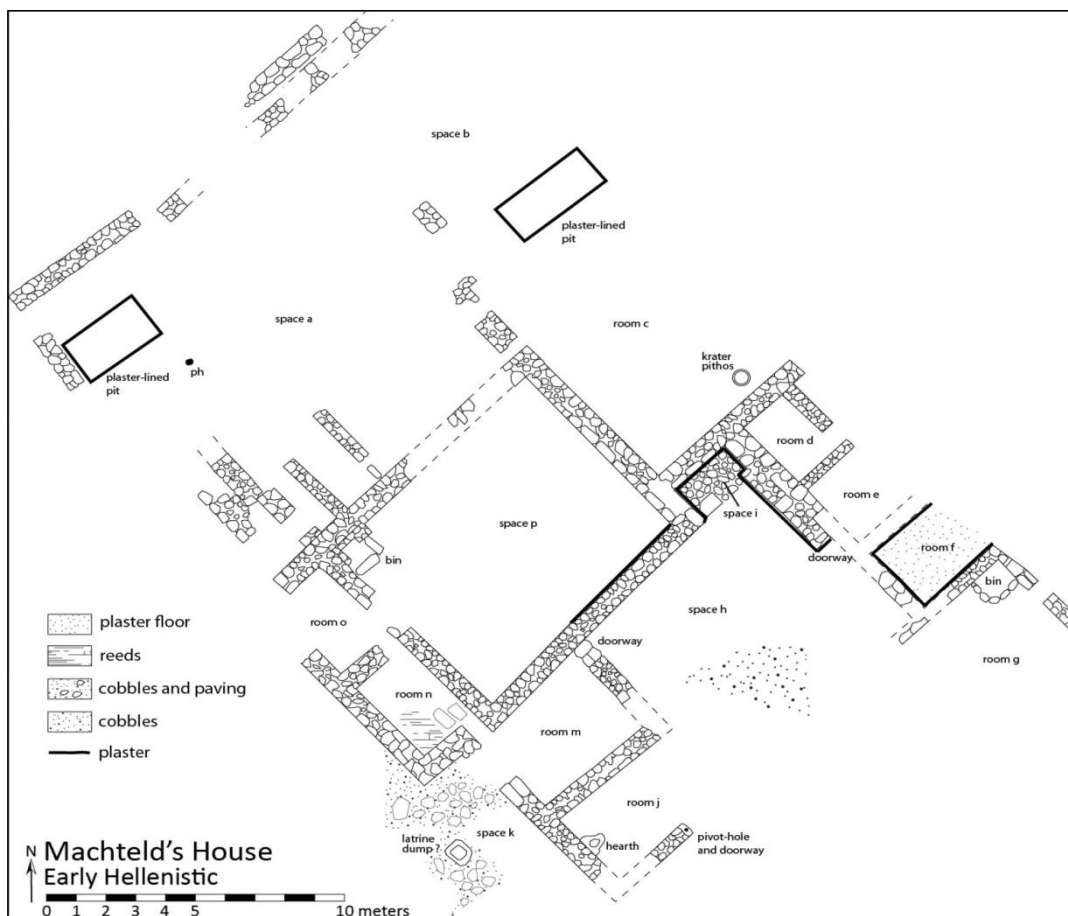 space b
plaster-lined
pit
space a
room c
ph
plaster-lined
pit
krater
pithos
room d
room e
space i
space p
doorway
room f
bin
bin
space h
room o
doorway
room g
room n
room m
room j
space k
latrine
dump ?
hearth
pivot-hole
and doorway
plaster floor
reeds
cobbles and paving
cobbles
plaster
N
Machteld's House
Early Hellenistic
0 1 2 3 4 5 10 meters